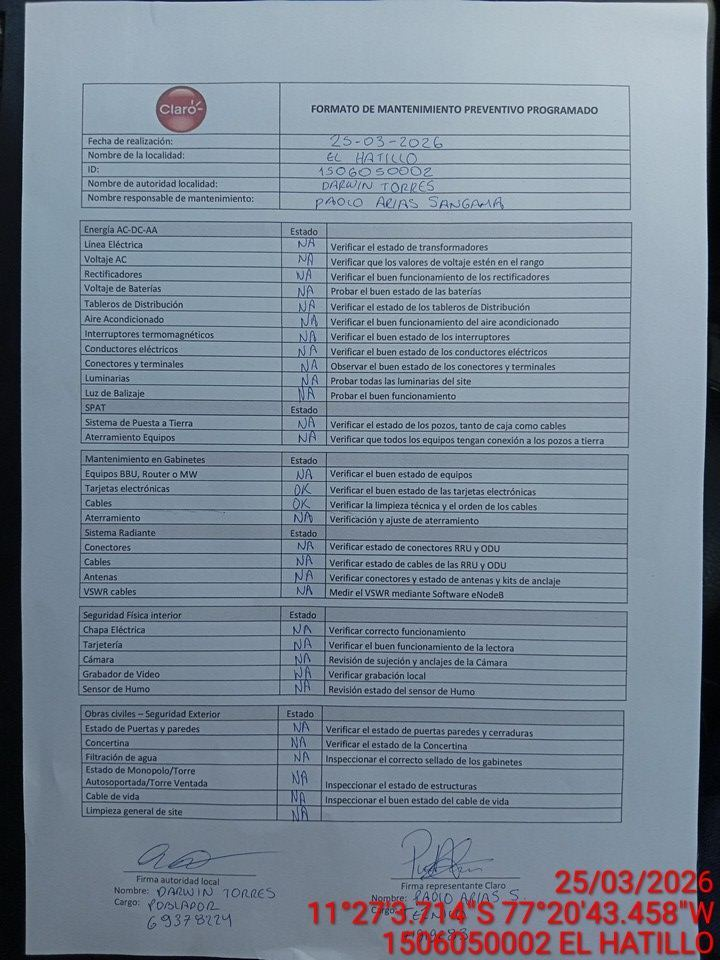 Claro
FORMATO DE MANTENIMIENTO PREVENTIVO PROGRAMADO
Fecha de realización: 25-03-2026
Nombre de la localidad: EL HATILLO
ID: 1506050002
Nombre de autoridad localidad: DARWIN TORRES
Nombre responsable de mantenimiento: PAOLO ARIAS SANGAMA
Energía AC-DC-AA Estado
Línea Eléctrica NA Verificar el estado de transformadores
Voltaje AC NA Verificar que los valores de voltaje estén en el rango
Rectificadores NA Verificar el buen funcionamiento de los rectificadores
Voltaje de Baterías NA Probar el buen estado de las baterías
Tableros de Distribución NA Verificar el estado de los tableros de Distribución
Aire Acondicionado NA Verificar el buen funcionamiento del aire acondicionado
Interruptores termomagnéticos NA Verificar el buen estado de los interruptores
Conductores eléctricos NA Verificar el buen estado de los conductores eléctricos
Conectores y terminales NA Observar el buen estado de los conectores y terminales
Luminarias NA Probar todas las luminarias del site
Luz de Balizaje NA Probar el buen funcionamiento
SPAT Estado
Sistema de Puesta a Tierra NA Verificar el estado de los pozos, tanto de caja como cables
Aterramiento Equipos NA Verificar que todos los equipos tengan conexión a los pozos a tierra
Mantenimiento en Gabinetes Estado
Equipos BBU, Router o MW NA Verificar el buen estado de equipos
Tarjetas electrónicas OK Verificar el buen estado de las tarjetas electrónicas
Cables OK Verificar la limpieza técnica y el orden de los cables
Aterramiento NA Verificación y ajuste de aterramiento
Sistema Radiante Estado
Conectores NA Verificar estado de conectores RRU y ODU
Cables NA Verificar estado de cables de las RRU y ODU
Antenas NA Verificar conectores y estado de antenas y kits de anclaje
VSWR cables NA Medir el VSWR mediante Software eNodeB
Seguridad Física interior Estado
Chapa Eléctrica NA Verificar correcto funcionamiento
Tarjetería NA Verificar el buen funcionamiento de la lectora
Cámara NA Revisión de sujeción y anclajes de la Cámara
Grabador de Video NA Verificar grabación local
Sensor de Humo NA Revisión estado del sensor de Humo
Obras civiles – Seguridad Exterior Estado
Estado de Puertas y paredes NA Verificar el estado de puertas paredes y cerraduras
Concertina NA Verificar el estado de la Concertina
Filtración de agua NA Inspeccionar el correcto sellado de los gabinetes
Estado de Monopolo/Torre
Autosoportada/Torre Ventada NA Inspeccionar el estado de estructuras
Cable de vida NA Inspeccionar el buen estado del cable de vida
Limpieza general de site NA
Firma autoridad local
Nombre: DARWIN TORRES
Cargo: POBLADOR
69378224
Firma representante Claro
Nombre: PAOLO ARIAS S.
Cargo:
25/03/2026
11°27'3.714"S 77°20'43.458"W
1506050002 EL HATILLO